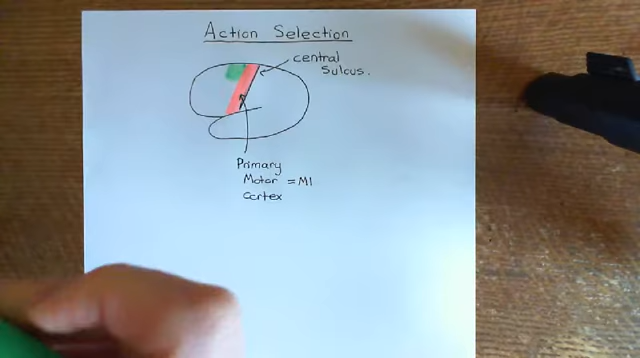 Action Selection
central
sulcus.
Primary
Motor = M1
cortex